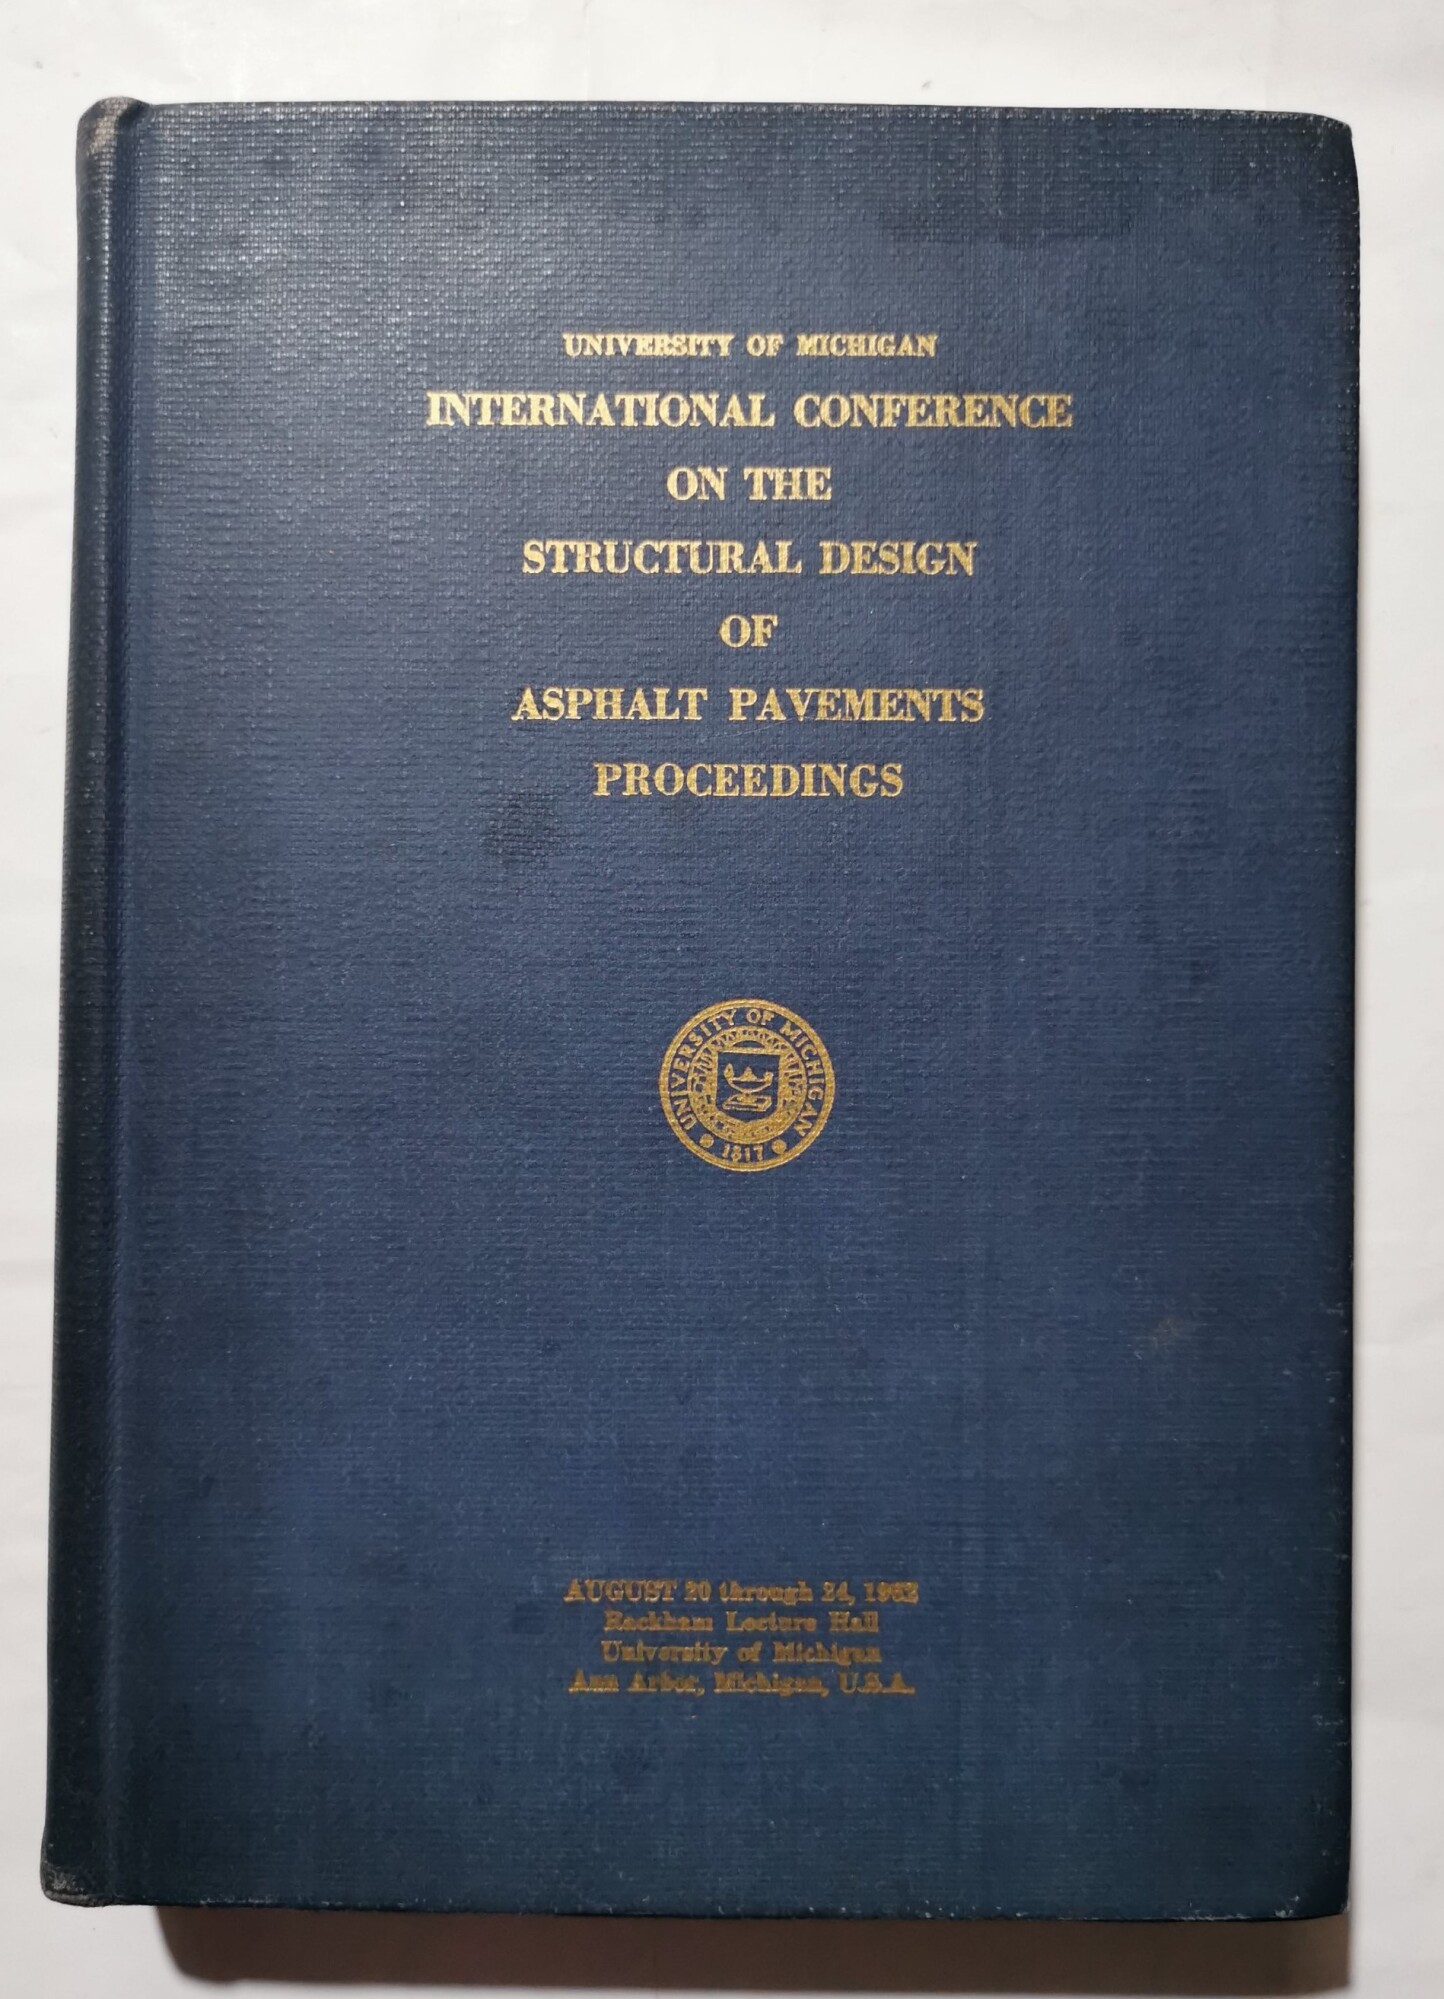 UNIVERSITY OF MICHIGAN
INTERNATIONAL CONFERENCE
ON THE
STRUCTURAL DESIGN
OF
ASPHALT PAVEMENTS
PROCEEDINGS
UNIVERSITY OF MICHIGAN
1817
AUGUST 20 through 24, 1962
Rackham Lecture Hall
University of Michigan
Ann Arbor, Michigan, U.S.A.